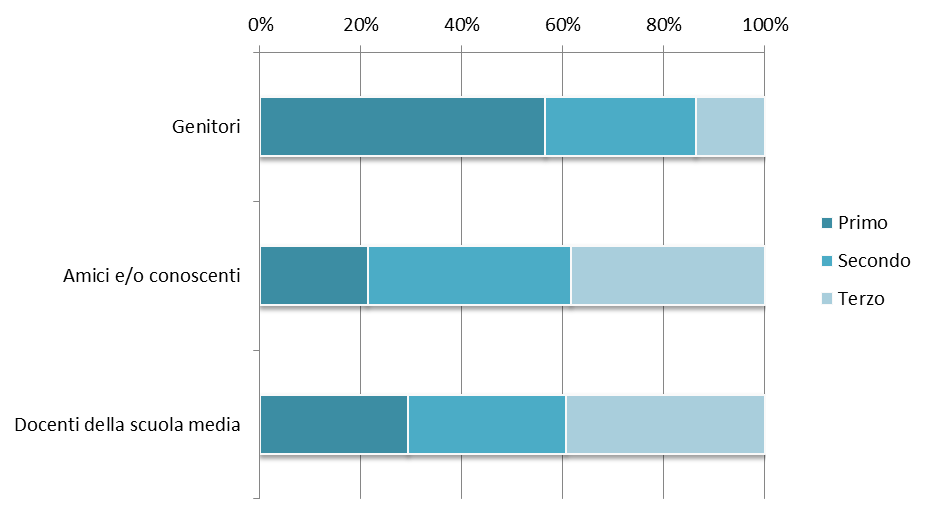 0% 20% 40% 60% 80% 100%
Genitori
Amici e/o conoscenti
Docenti della scuola media
Primo
Secondo
Terzo